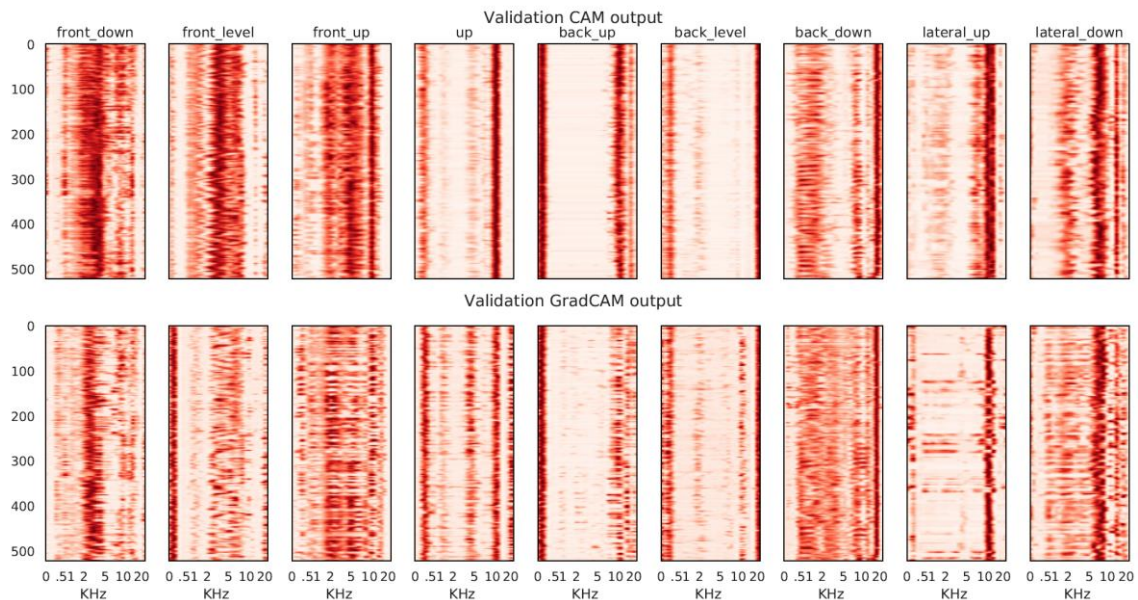 Validation CAM output
front_down front_level front_up up back_up back_level back_down lateral_up lateral_down
0
100
200
300
400
500
Validation GradCAM output
0
100
200
300
400
500
0 .51 2 5 10 20 0 .51 2 5 10 20 0 .51 2 5 10 20 0 .51 2 5 10 20 0 .51 2 5 10 20 0 .51 2 5 10 20 0 .51 2 5 10 20 0 .51 2 5 10 20 0 .51 2 5 10 20
KHz KHz KHz KHz KHz KHz KHz KHz KHz